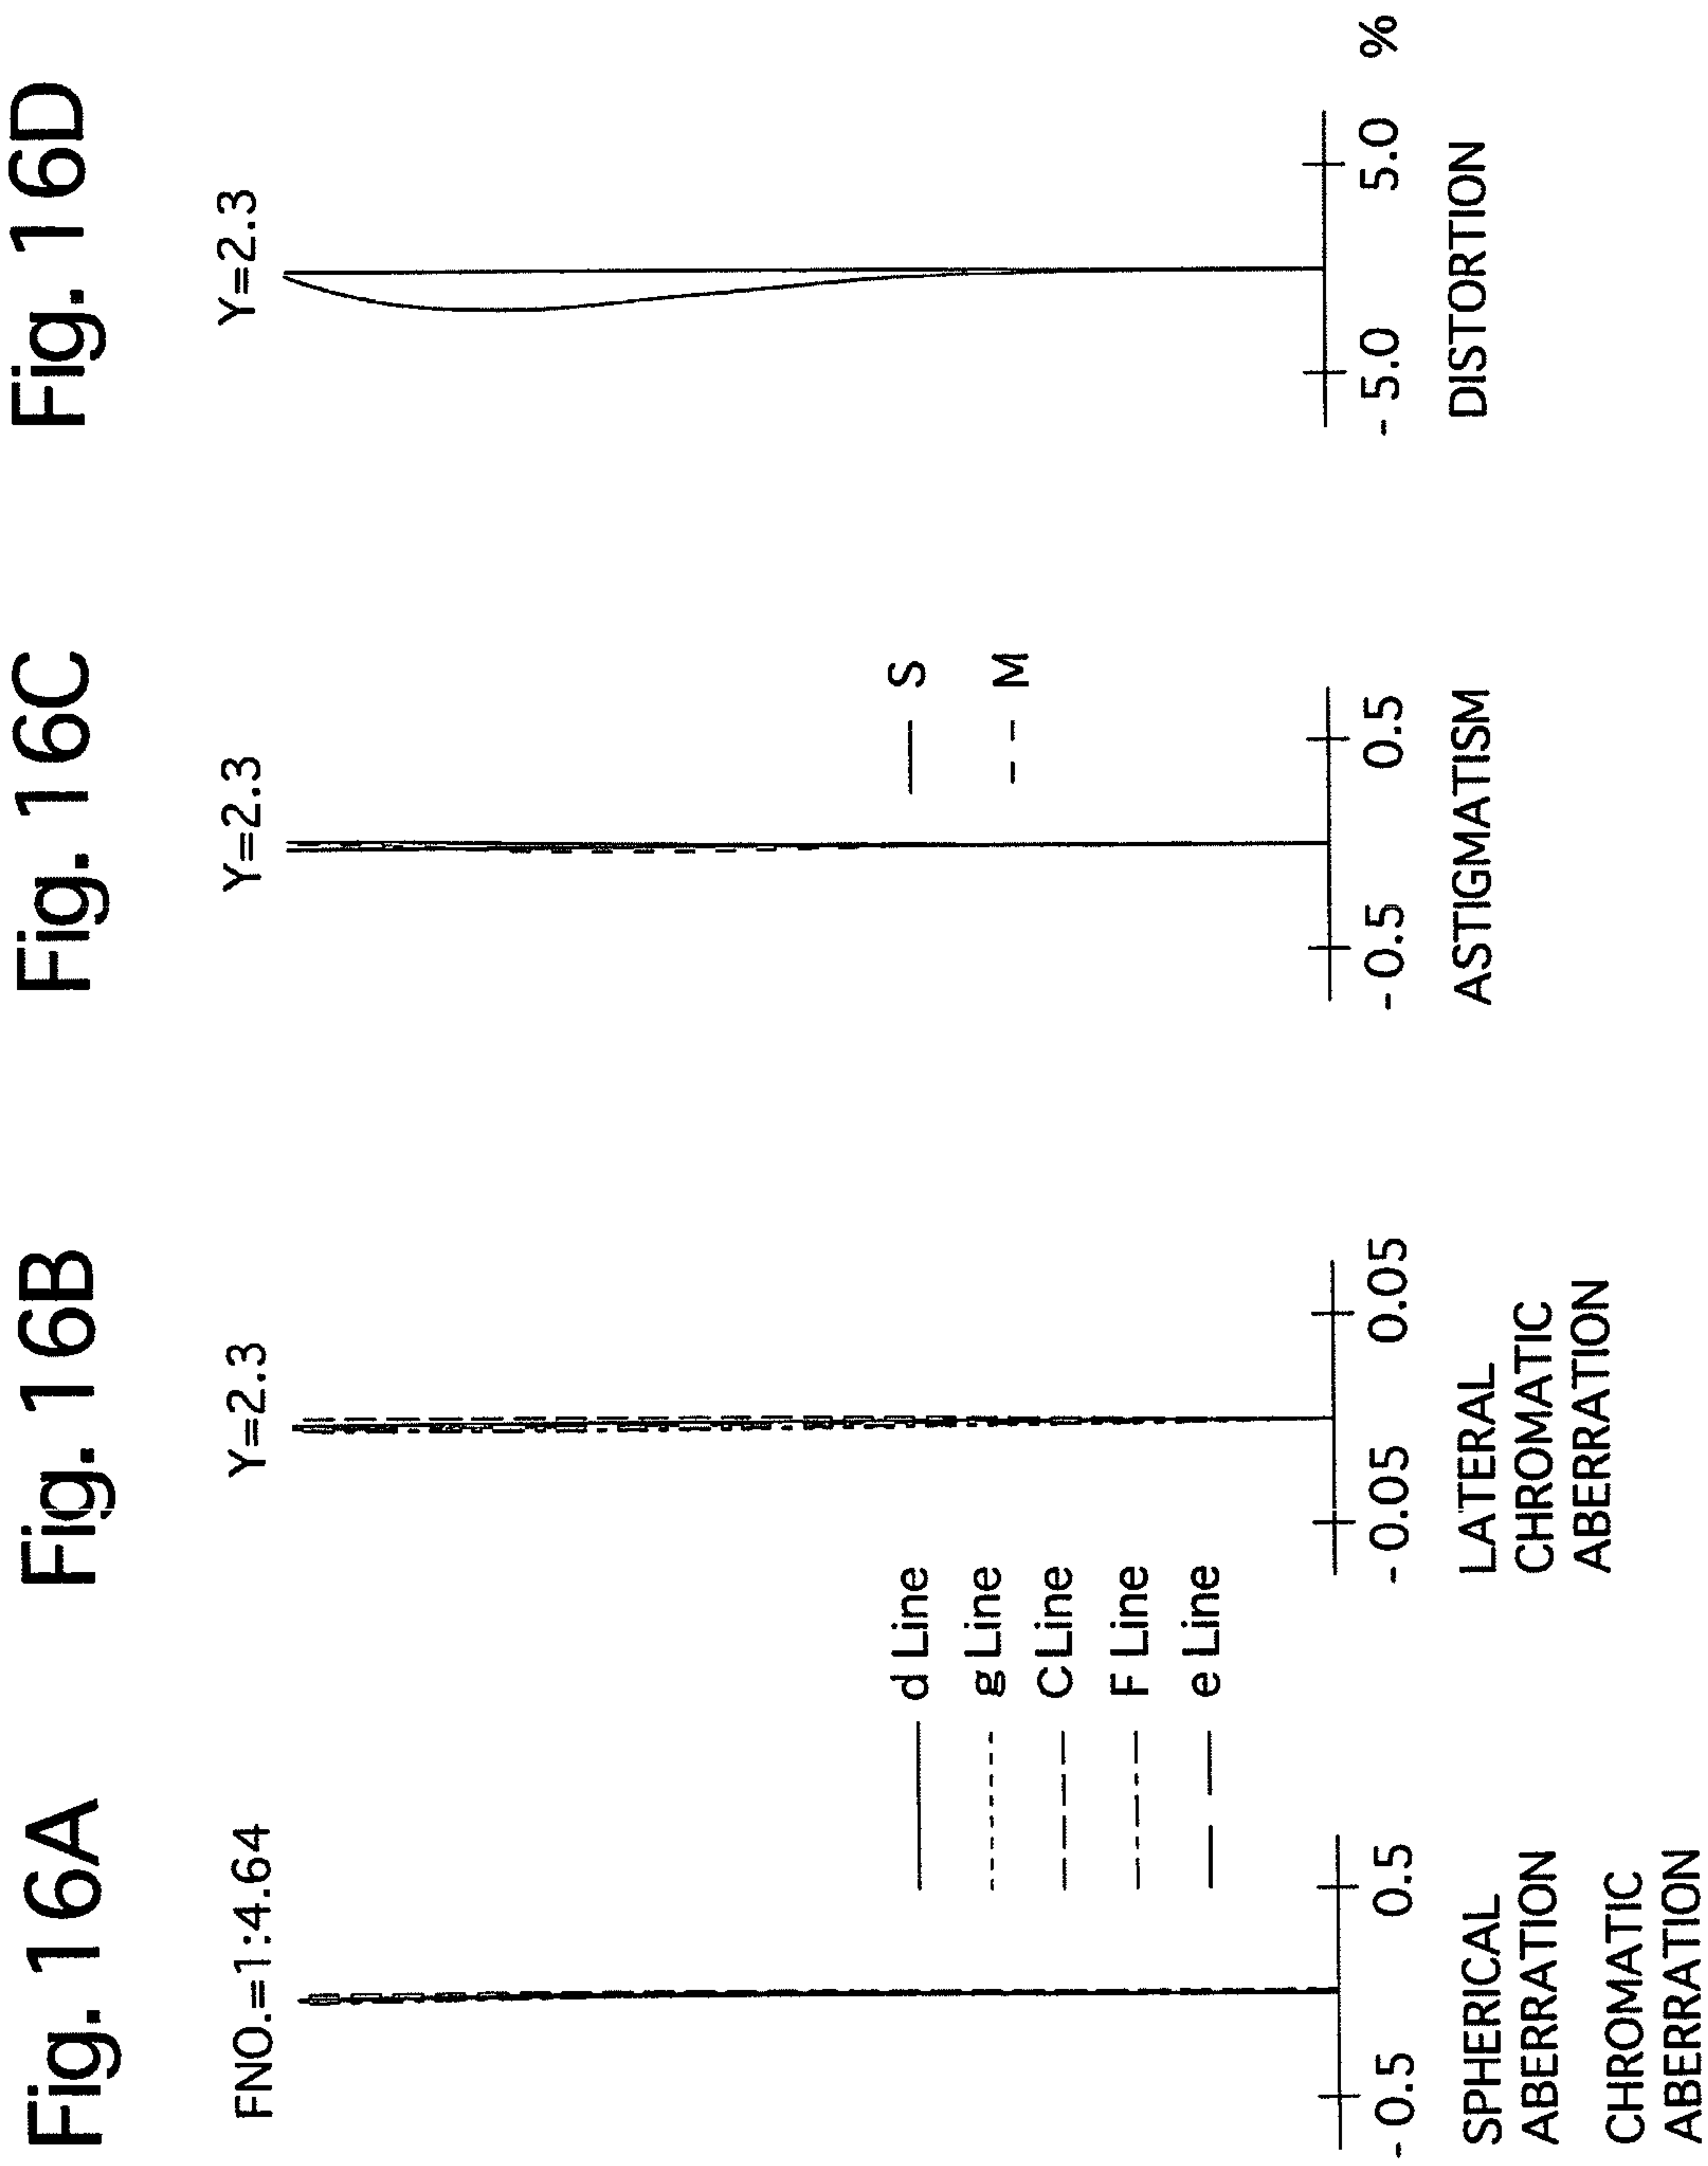 Fig. 16A
FNO.=1:4.64
d Line
g Line
C Line
F Line
e Line
-0.5 0.5
SPHERICAL
ABERRATION
CHROMATIC
ABERRATION
Fig. 16B
Y=2.3
-0.05 0.05
LATERAL
CHROMATIC
ABERRATION
Fig. 16C
Y=2.3
S
M
-0.5 0.5
ASTIGMATISM
Fig. 16D
Y=2.3
-5.0 5.0 %
DISTORTION